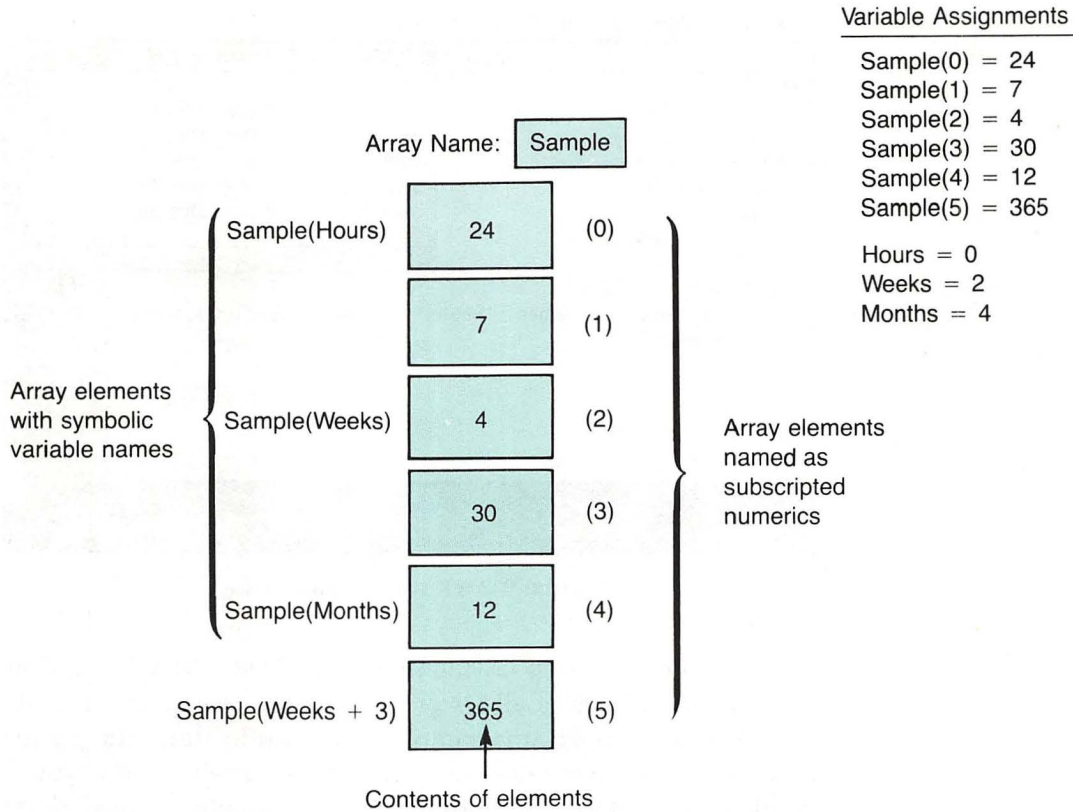 Variable Assignments
Sample(0) = 24
Sample(1) = 7
Sample(2) = 4
Sample(3) = 30
Sample(4) = 12
Sample(5) = 365
Hours = 0
Weeks = 2
Months = 4
Array Name: Sample
Sample(Hours) 24 (0)
7 (1)
Sample(Weeks) 4 (2)
30 (3)
Sample(Months) 12 (4)
Sample(Weeks + 3) 365 (5)
Array elements
with symbolic
variable names
Array elements
named as
subscripted
numerics
Contents of elements